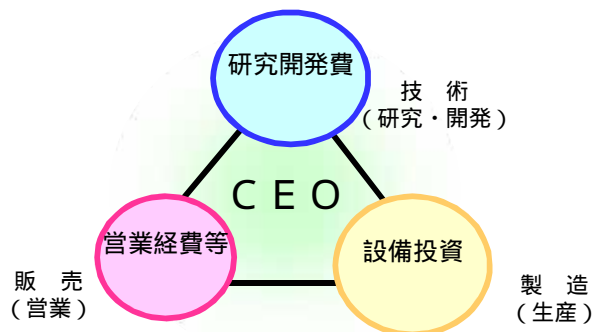 研究開発費
技　術
（研究・開発）
ＣＥＯ
営業経費等
設備投資
販　売
（営業）
製　造
（生産）